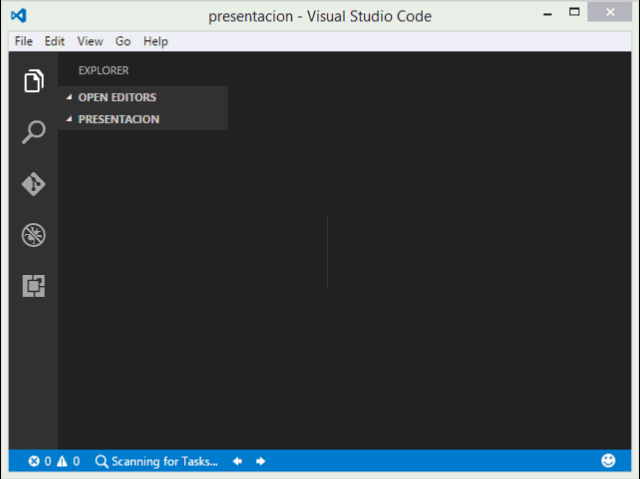 presentacion - Visual Studio Code
File Edit View Go Help
EXPLORER
OPEN EDITORS
PRESENTACION
0 0 Scanning for Tasks...